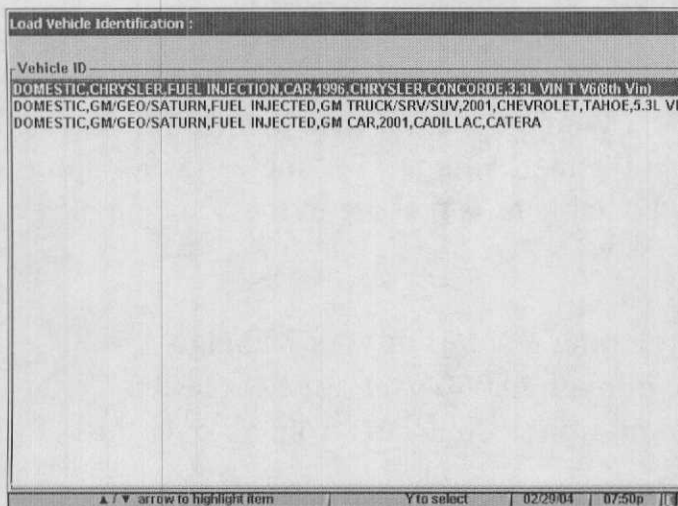 Load Vehicle Identification :
Vehicle ID
DOMESTIC,CHRYSLER,FUEL INJECTION,CAR,1996,CHRYSLER,CONCORDE,3.3L VIN T V6(8th Vin)
DOMESTIC,GM/GEO/SATURN,FUEL INJECTED,GM TRUCK/SRV/SUV,2001,CHEVROLET,TAHOE,5.3L VI
DOMESTIC,GM/GEO/SATURN,FUEL INJECTED,GM CAR,2001,CADILLAC,CATERA
▲ / ▼ arrow to highlight item Y to select 02/29/04 07:50p